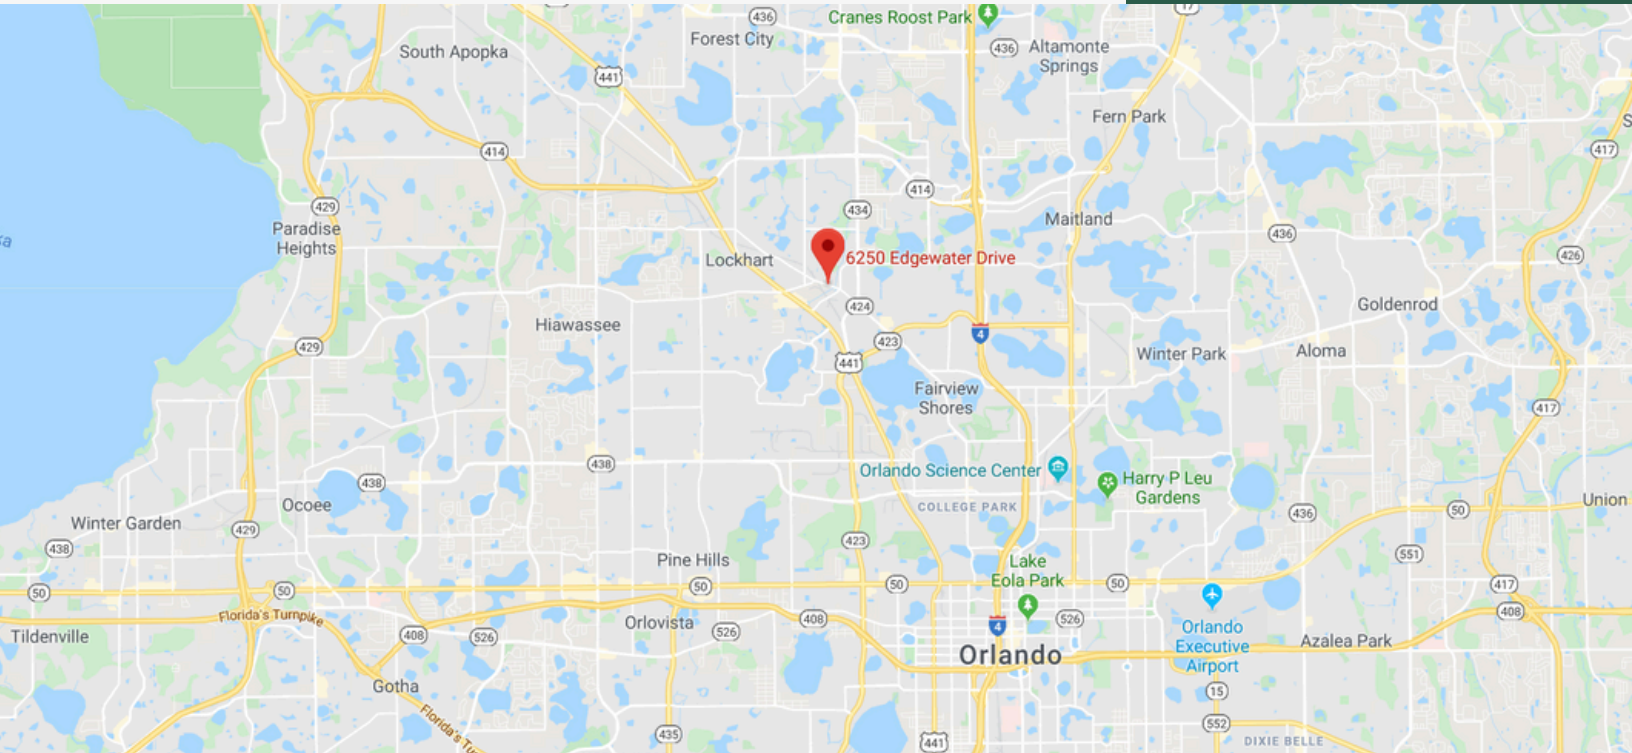 436
Cranes Roost Park
17
Forest City
436
Altamonte
Springs
South Apopka
441
Fern Park
414
417
414
429
434
Maitland
Paradise
Heights
436
426
Lockhart
6250 Edgewater Drive
424
Goldenrod
Hiawassee
4
423
429
441
Winter Park
Aloma
Fairview
Shores
417
438
Orlando Science Center
438
Harry P Leu
Gardens
Ocoee
COLLEGE PARK
436
50
Union
Winter Garden
429
423
438
551
Pine Hills
Lake
Eola Park
50
50
50
50
50
417
408
Florida's Turnpike
Orlovista
408
526
4
526
Tildenville
408
526
Orlando
Executive
Airport
Azalea Park
Orlando
Gotha
15
Florida's Tu
435
441
552
DIXIE BELLE